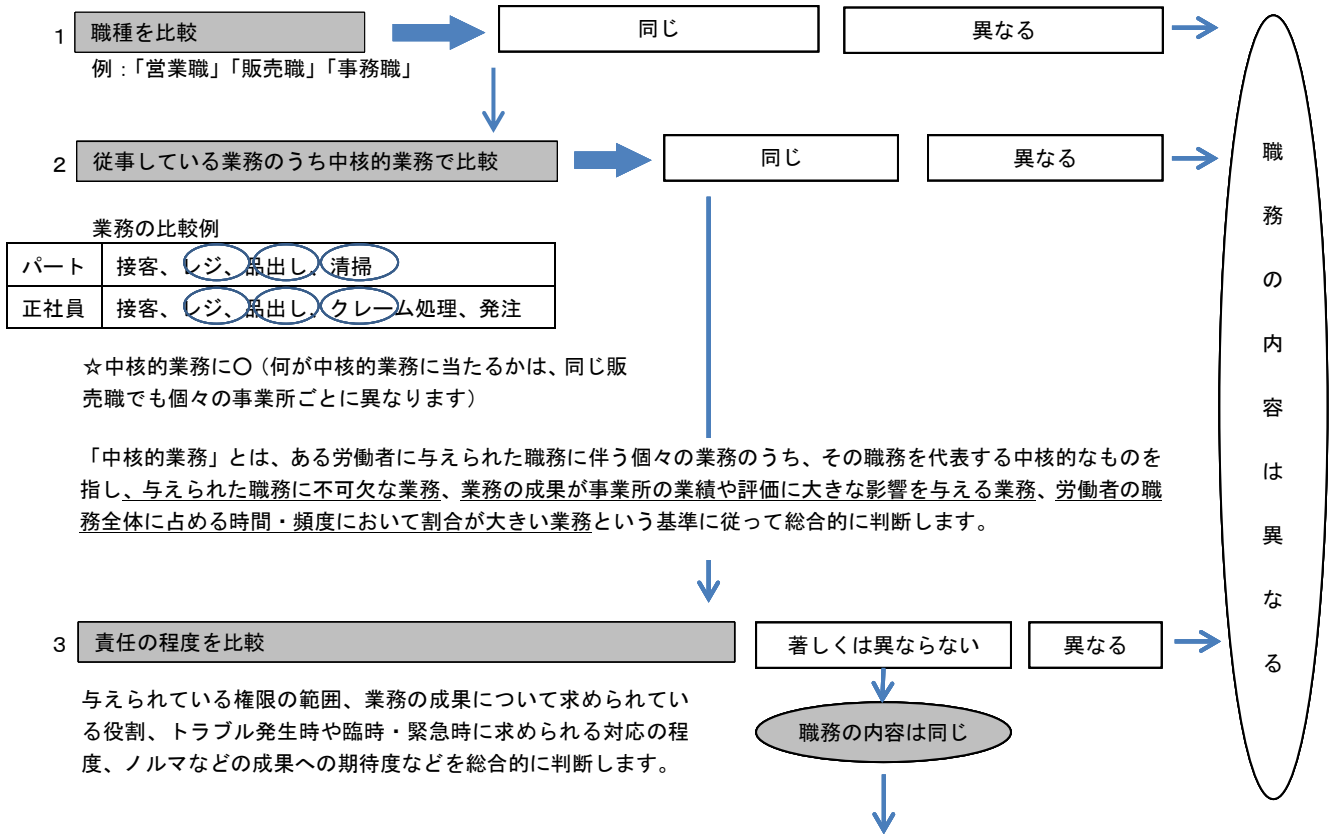 1 職種を比較 同じ 異なる
例：「営業職」「販売職」「事務職」
2 従事している業務のうち中核的業務で比較 同じ 異なる
業務の比較例
パート 接客、レジ、品出し、清掃
正社員 接客、レジ、品出し、クレーム処理、発注
☆中核的業務に〇（何が中核的業務に当たるかは、同じ販
売職でも個々の事業所ごとに異なります）
「中核的業務」とは、ある労働者に与えられた職務に伴う個々の業務のうち、その職務を代表する中核的なものを
指し、与えられた職務に不可欠な業務、業務の成果が事業所の業績や評価に大きな影響を与える業務、労働者の職
務全体に占める時間・頻度において割合が大きい業務という基準に従って総合的に判断します。
3 責任の程度を比較 著しくは異ならない 異なる
与えられている権限の範囲、業務の成果について求められてい
る役割、トラブル発生時や臨時・緊急時に求められる対応の程
度、ノルマなどの成果への期待度などを総合的に判断します。
職務の内容は同じ
職務の内容は異なる